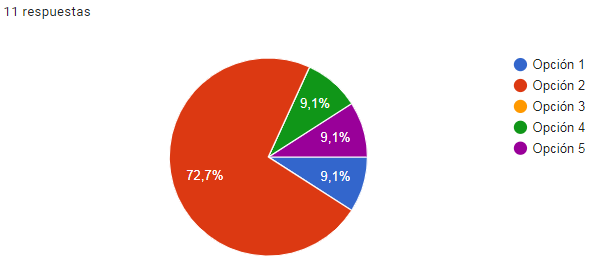 11 respuestas
Opción 1
Opción 2
Opción 3
Opción 4
Opción 5
9,1%
9,1%
72,7%
9,1%